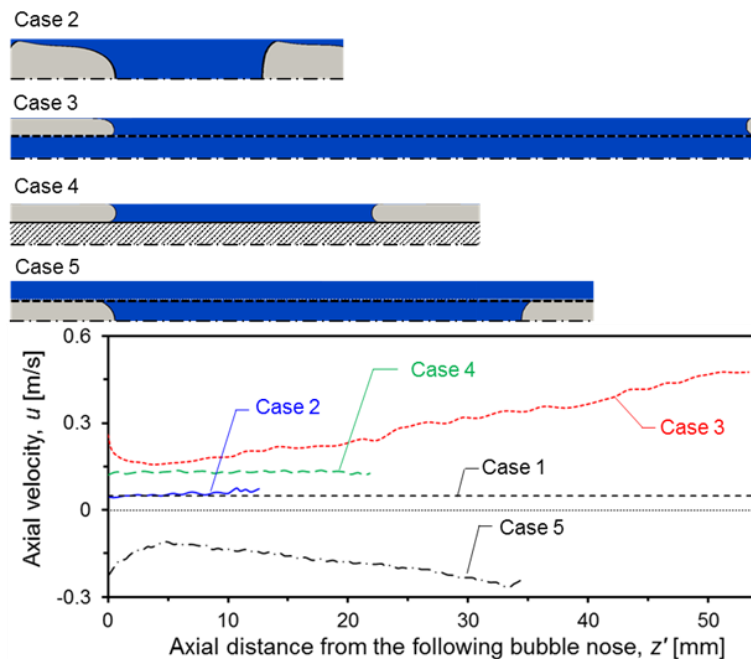 Case 2
Case 3
Case 4
Case 5
0.6
0.3
0
-0.3
Axial velocity, u [m/s]
Case 4
Case 2
Case 3
Case 1
Case 5
0 10 20 30 40 50
Axial distance from the following bubble nose, z′ [mm]